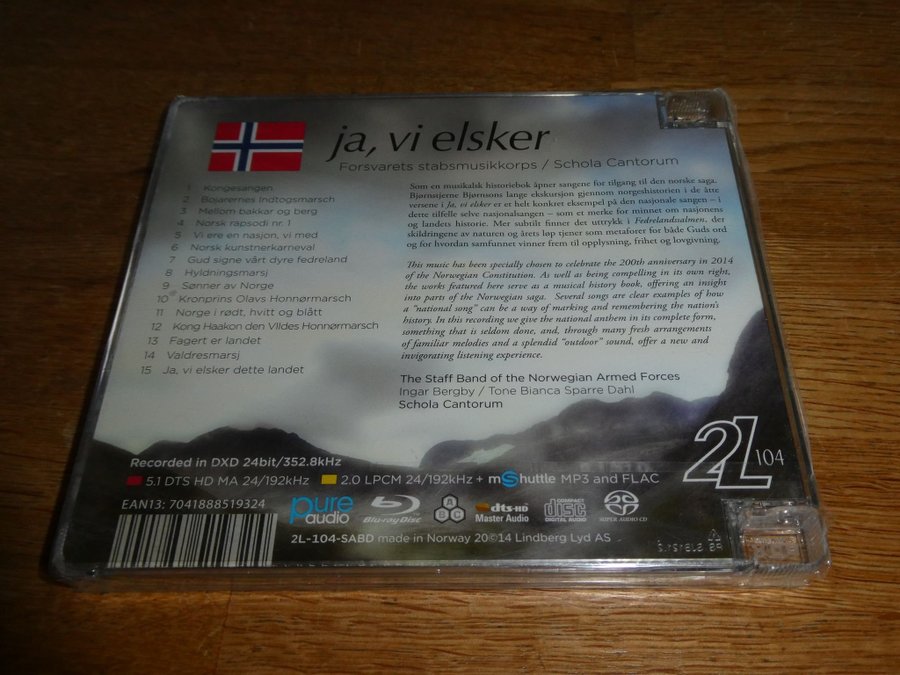 ja, vi elsker
Forsvarets stabsmusikkorps / Schola Cantorum
1 Kongesangen
2 Bojarernes Indtogsmarsch
3 Mellom bakkar og berg
4 Norsk rapsodi nr. 1
5 Vi ere en nasjon, vi med
6 Norsk kunstnerkarneval
7 Gud signe vårt dyre fedreland
8 Hyldningsmarsj
9 Sønner av Norge
10 Kronprins Olavs Honnørmarsch
11 Norge i rødt, hvitt og blått
12 Kong Haakon den VIIdes Honnørmarsch
13 Fagert er landet
14 Valdresmarsj
15 Ja, vi elsker dette landet
Som en musikalsk historiebok åpner sangene for tilgang til den norske saga.
Bjørnstjerne Bjørnsons lange ekskursjon gjennom norgeshistorien i de åtte
versene i Ja, vi elsker er et helt konkret eksempel på den nasjonale sangen – i
dette tilfelle selve nasjonalsangen – som et merke for minnet om nasjonens
og landets historie. Mer subtilt finner det uttrykk i Fedrelandsalmen, der
skildringene av naturen og årets løp tjener som metaforer for både Guds ord
og for hvordan samfunnet vinner frem til opplysning, frihet og lovgivning.
This music has been specially chosen to celebrate the 200th anniversary in 2014
of the Norwegian Constitution. As well as being compelling in its own right,
the works featured here serve as a musical history book, offering an insight
into parts of the Norwegian saga. Several songs are clear examples of how
a "national song" can be a way of marking and remembering the nation's
history. In this recording we give the national anthem in its complete form,
something that is seldom done, and, through many fresh arrangements
of familiar melodies and a splendid "outdoor" sound, offer a new and
invigorating listening experience.
The Staff Band of the Norwegian Armed Forces
Ingar Bergby / Tone Bianca Sparre Dahl
Schola Cantorum
2L 104
Recorded in DXD 24bit/352.8kHz
5.1 DTS HD MA 24/192kHz 2.0 LPCM 24/192kHz + mShuttle MP3 and FLAC
EAN13: 7041888519324
pure audio
Blu-ray Disc
A B C
dts-HD Master Audio
COMPACT disc DIGITAL AUDIO
SUPER AUDIO CD
2L-104-SABD made in Norway 20©14 Lindberg Lyd AS